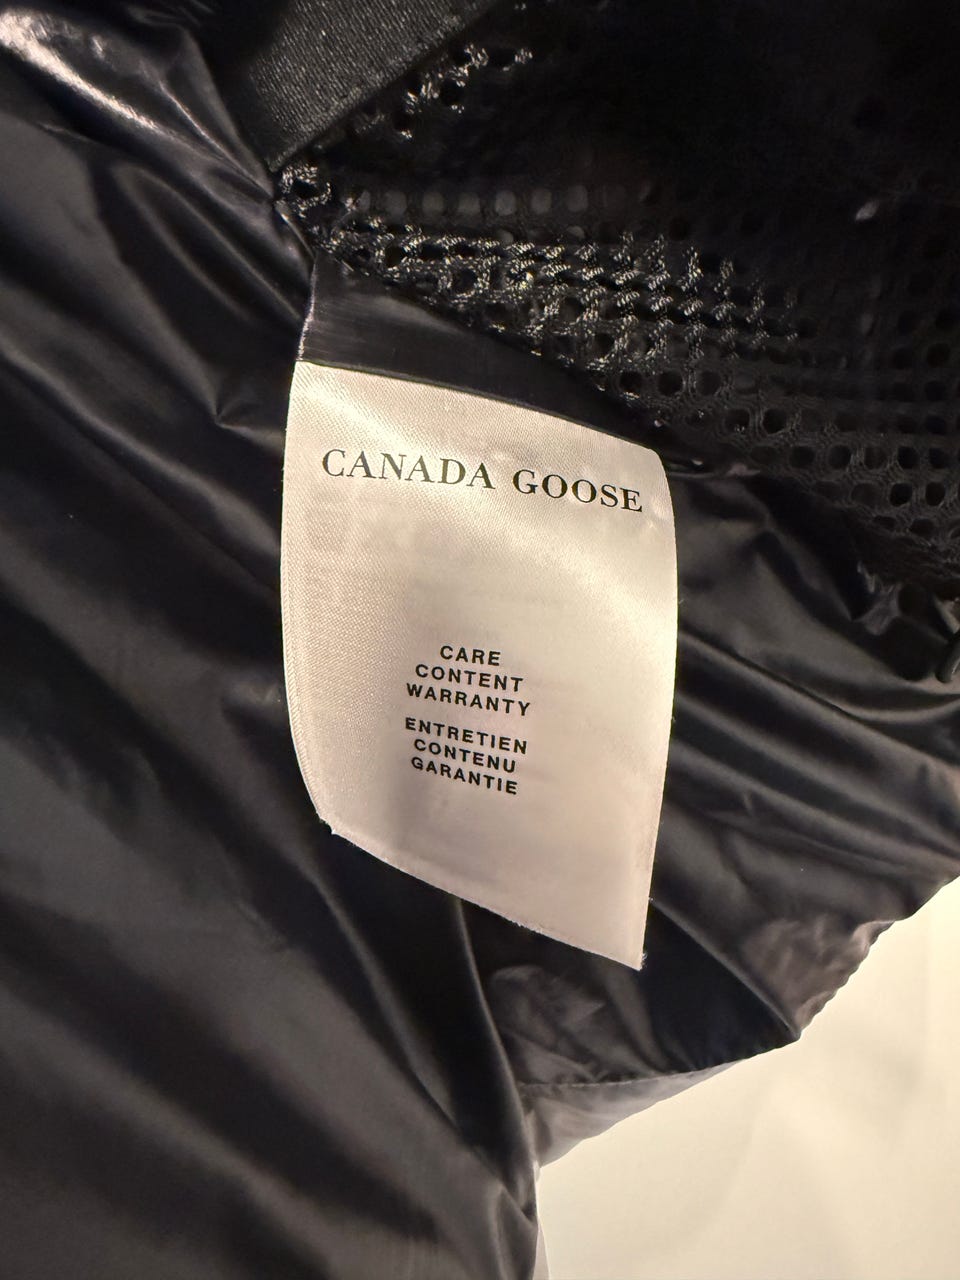 CANADA GOOSE
CARE
CONTENT
WARRANTY
ENTRETIEN
CONTENU
GARANTIE